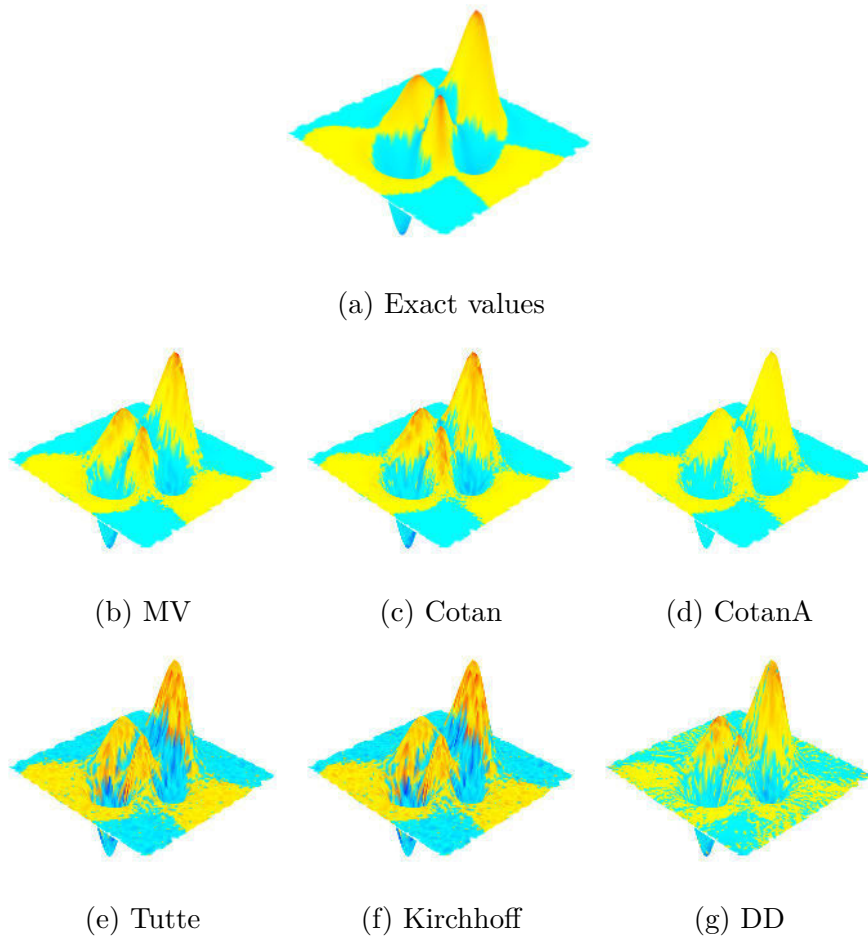 (a) Exact values
(b) MV
(c) Cotan
(d) CotanA
(e) Tutte
(f) Kirchhoff
(g) DD